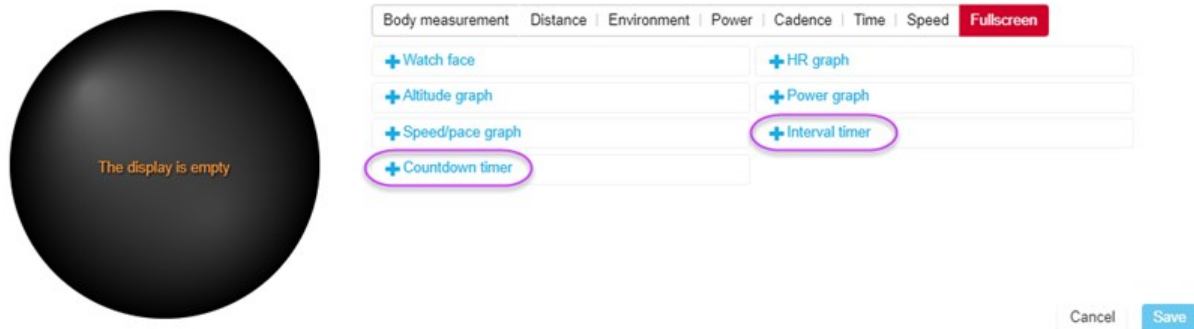 Body measurement Distance Environment Power Cadence Time Speed Fullscreen
Watch face HR graph
Altitude graph Power graph
Speed/pace graph Interval timer
The display is empty Countdown timer
Cancel Save